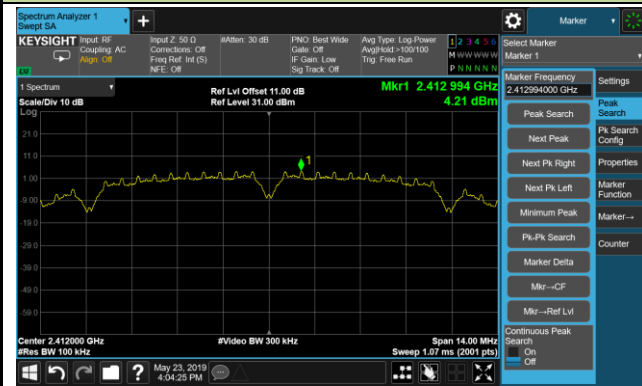 Spectrum Analyzer 1
Swept SA
Marker
KEYSIGHT
Input: RF
Coupling: AC
Align: Off
Input Z: 50 Ω
Corrections: Off
Freq Ref: Int (S)
NFE: Off
#Atten: 30 dB
PNO: Best Wide
Gate: Off
IF Gain: Low
Sig Track: Off
Avg Type: Log-Power
Avg|Hold:>100/100
Trig: Free Run
1 2 3 4 5 6
M W W W W W
P N N N N N
Select Marker
Marker 1
1 Spectrum
Scale/Div 10 dB
Log
Ref Lvl Offset 11.00 dB
Ref Level 31.00 dBm
Mkr1 2.412 994 GHz
4.21 dBm
21.0
11.0
1.00
-9.00
-19.0
-29.0
-39.0
-49.0
-59.0
1
Center 2.412000 GHz
#Res BW 100 kHz
#Video BW 300 kHz
Span 14.00 MHz
Sweep 1.07 ms (2001 pts)
Marker Frequency
2.412994000 GHz
Peak Search
Next Peak
Next Pk Right
Next Pk Left
Minimum Peak
Pk-Pk Search
Marker Delta
Mkr→CF
Mkr→Ref Lvl
Continuous Peak
Search
On
Off
Settings
Peak
Search
Pk Search
Config
Properties
Marker
Function
Marker→
Counter
May 23, 2019
4:04:25 PM